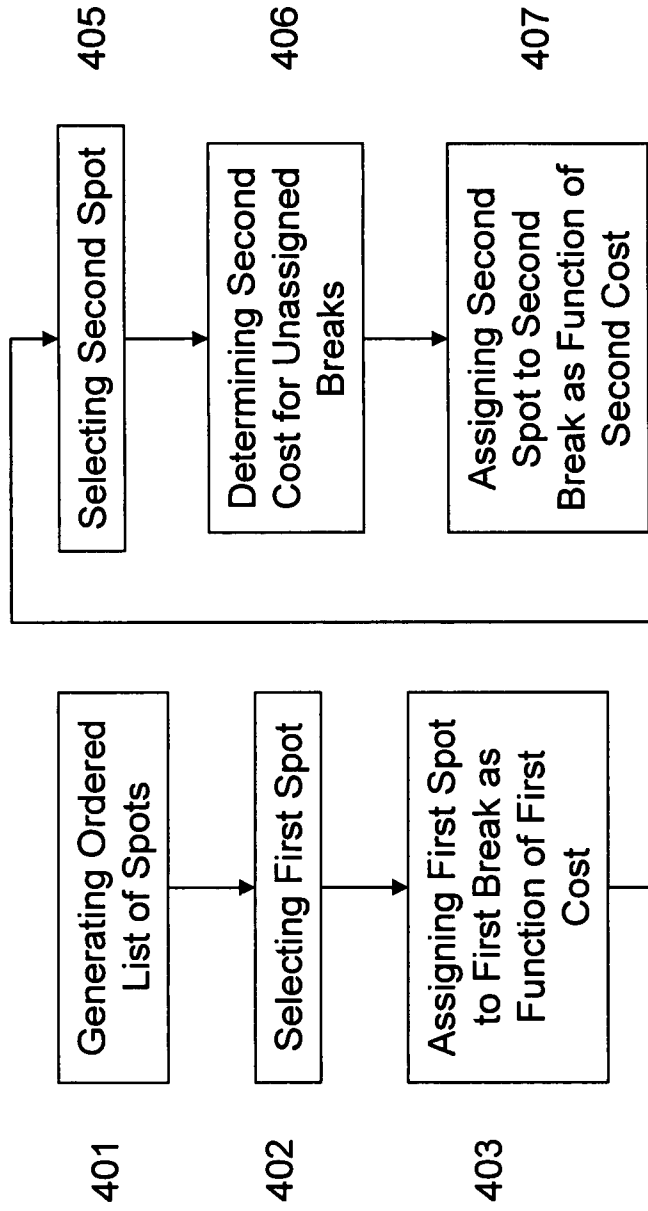 401
Generating Ordered
List of Spots
402
Selecting First Spot
403
Assigning First Spot
to First Break as
Function of First
Cost
405
Selecting Second Spot
406
Determining Second
Cost for Unassigned
Breaks
407
Assigning Second
Spot to Second
Break as Function of
Second Cost